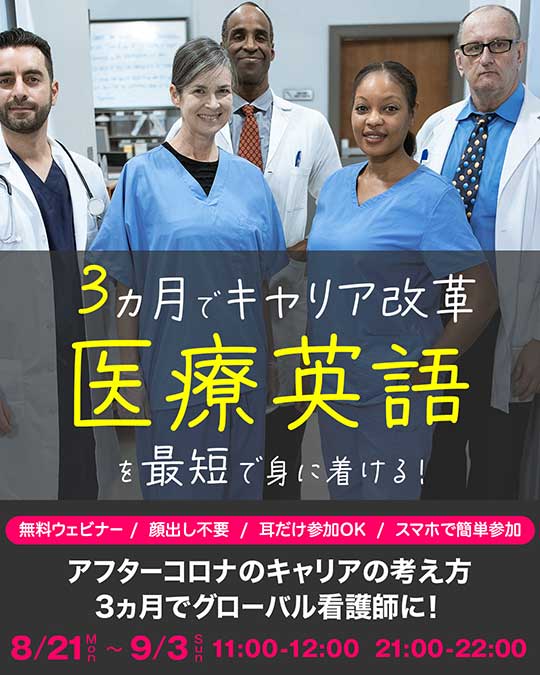 3ヵ月でキャリア改革
医療英語
を最短で身に着ける！
無料ウェビナー / 顔出し不要 / 耳だけ参加OK / スマホで簡単参加
アフターコロナのキャリアの考え方
3ヵ月でグローバル看護師に！
8/21 Mon ～ 9/3 Sun 11:00-12:00 21:00-22:00